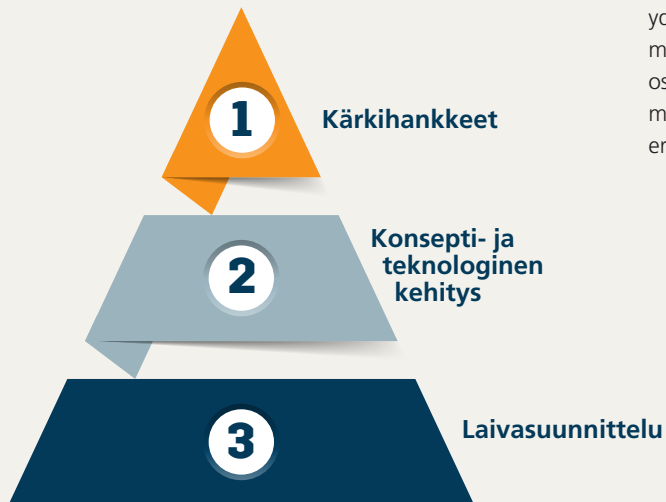 1
Kärkihankkeet
2
Konsepti- ja
teknologinen
kehitys
3
Laivasuunnittelu